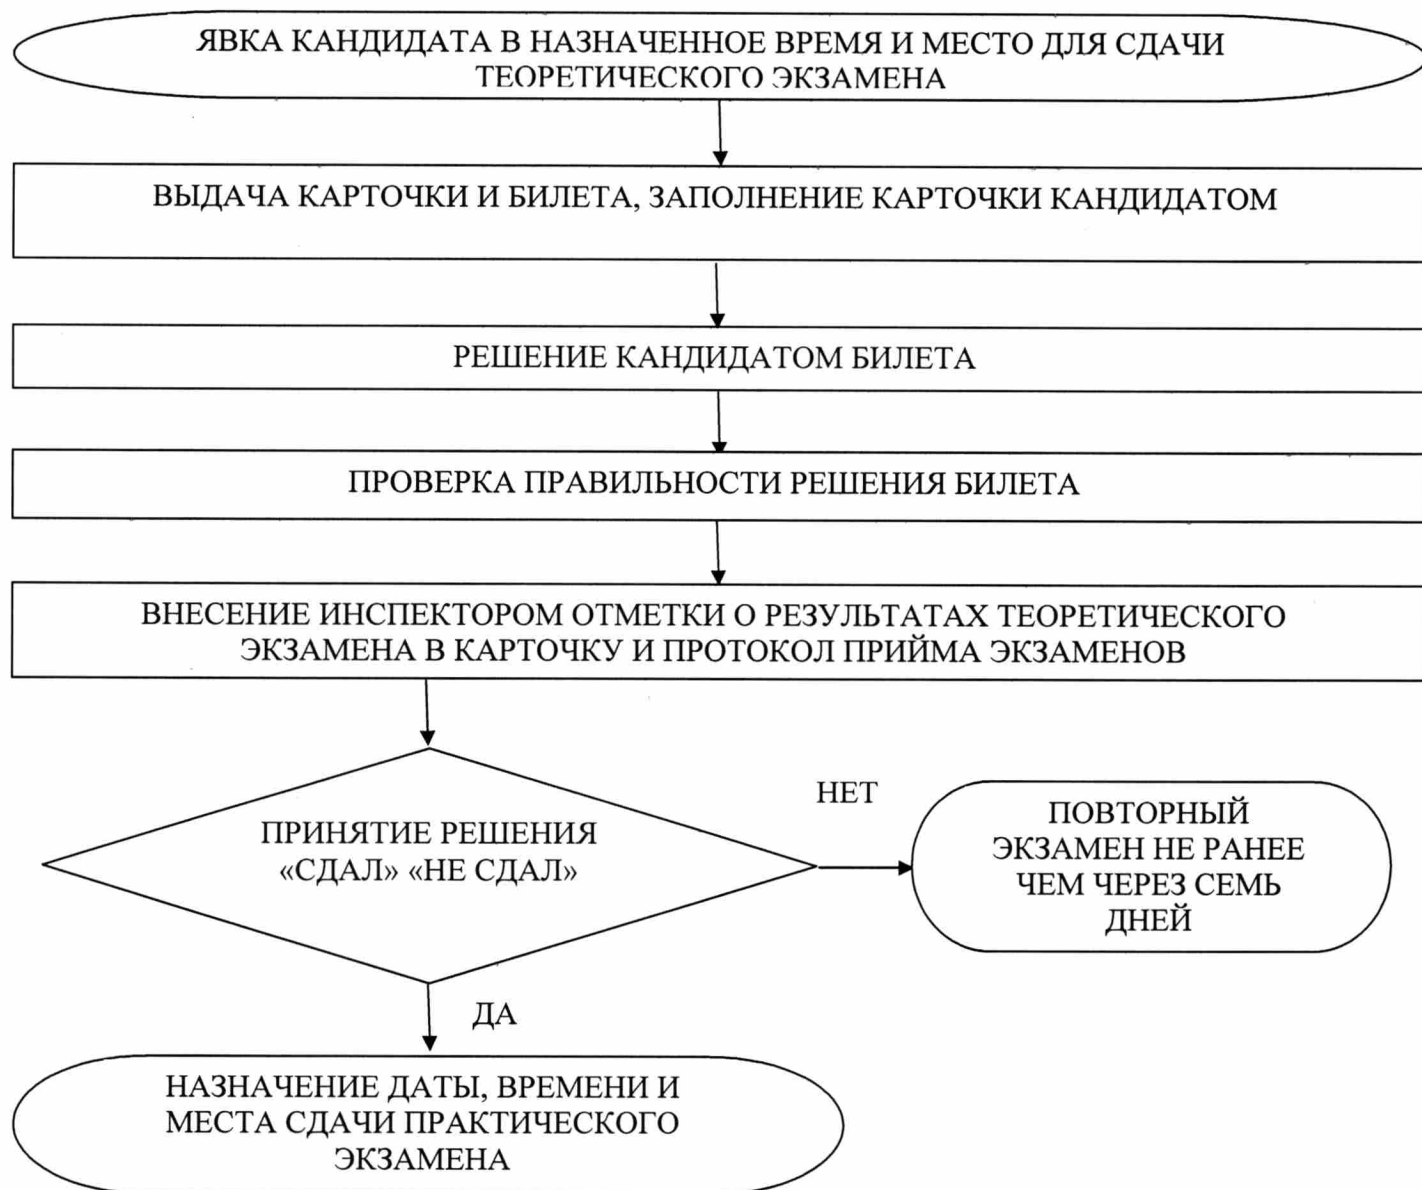 ЯВКА КАНДИДАТА В НАЗНАЧЕННОЕ ВРЕМЯ И МЕСТО ДЛЯ СДАЧИ
ТЕОРЕТИЧЕСКОГО ЭКЗАМЕНА
ВЫДАЧА КАРТОЧКИ И БИЛЕТА, ЗАПОЛНЕНИЕ КАРТОЧКИ КАНДИДАТОМ
РЕШЕНИЕ КАНДИДАТОМ БИЛЕТА
ПРОВЕРКА ПРАВИЛЬНОСТИ РЕШЕНИЯ БИЛЕТА
ВНЕСЕНИЕ ИНСПЕКТОРОМ ОТМЕТКИ О РЕЗУЛЬТАТАХ ТЕОРЕТИЧЕСКОГО
ЭКЗАМЕНА В КАРТОЧКУ И ПРОТОКОЛ ПРИЙМА ЭКЗАМЕНОВ
ПРИНЯТИЕ РЕШЕНИЯ
«СДАЛ» «НЕ СДАЛ»
НЕТ
ПОВТОРНЫЙ
ЭКЗАМЕН НЕ РАНЕЕ
ЧЕМ ЧЕРЕЗ СЕМЬ
ДНЕЙ
ДА
НАЗНАЧЕНИЕ ДАТЫ, ВРЕМЕНИ И
МЕСТА СДАЧИ ПРАКТИЧЕСКОГО
ЭКЗАМЕНА